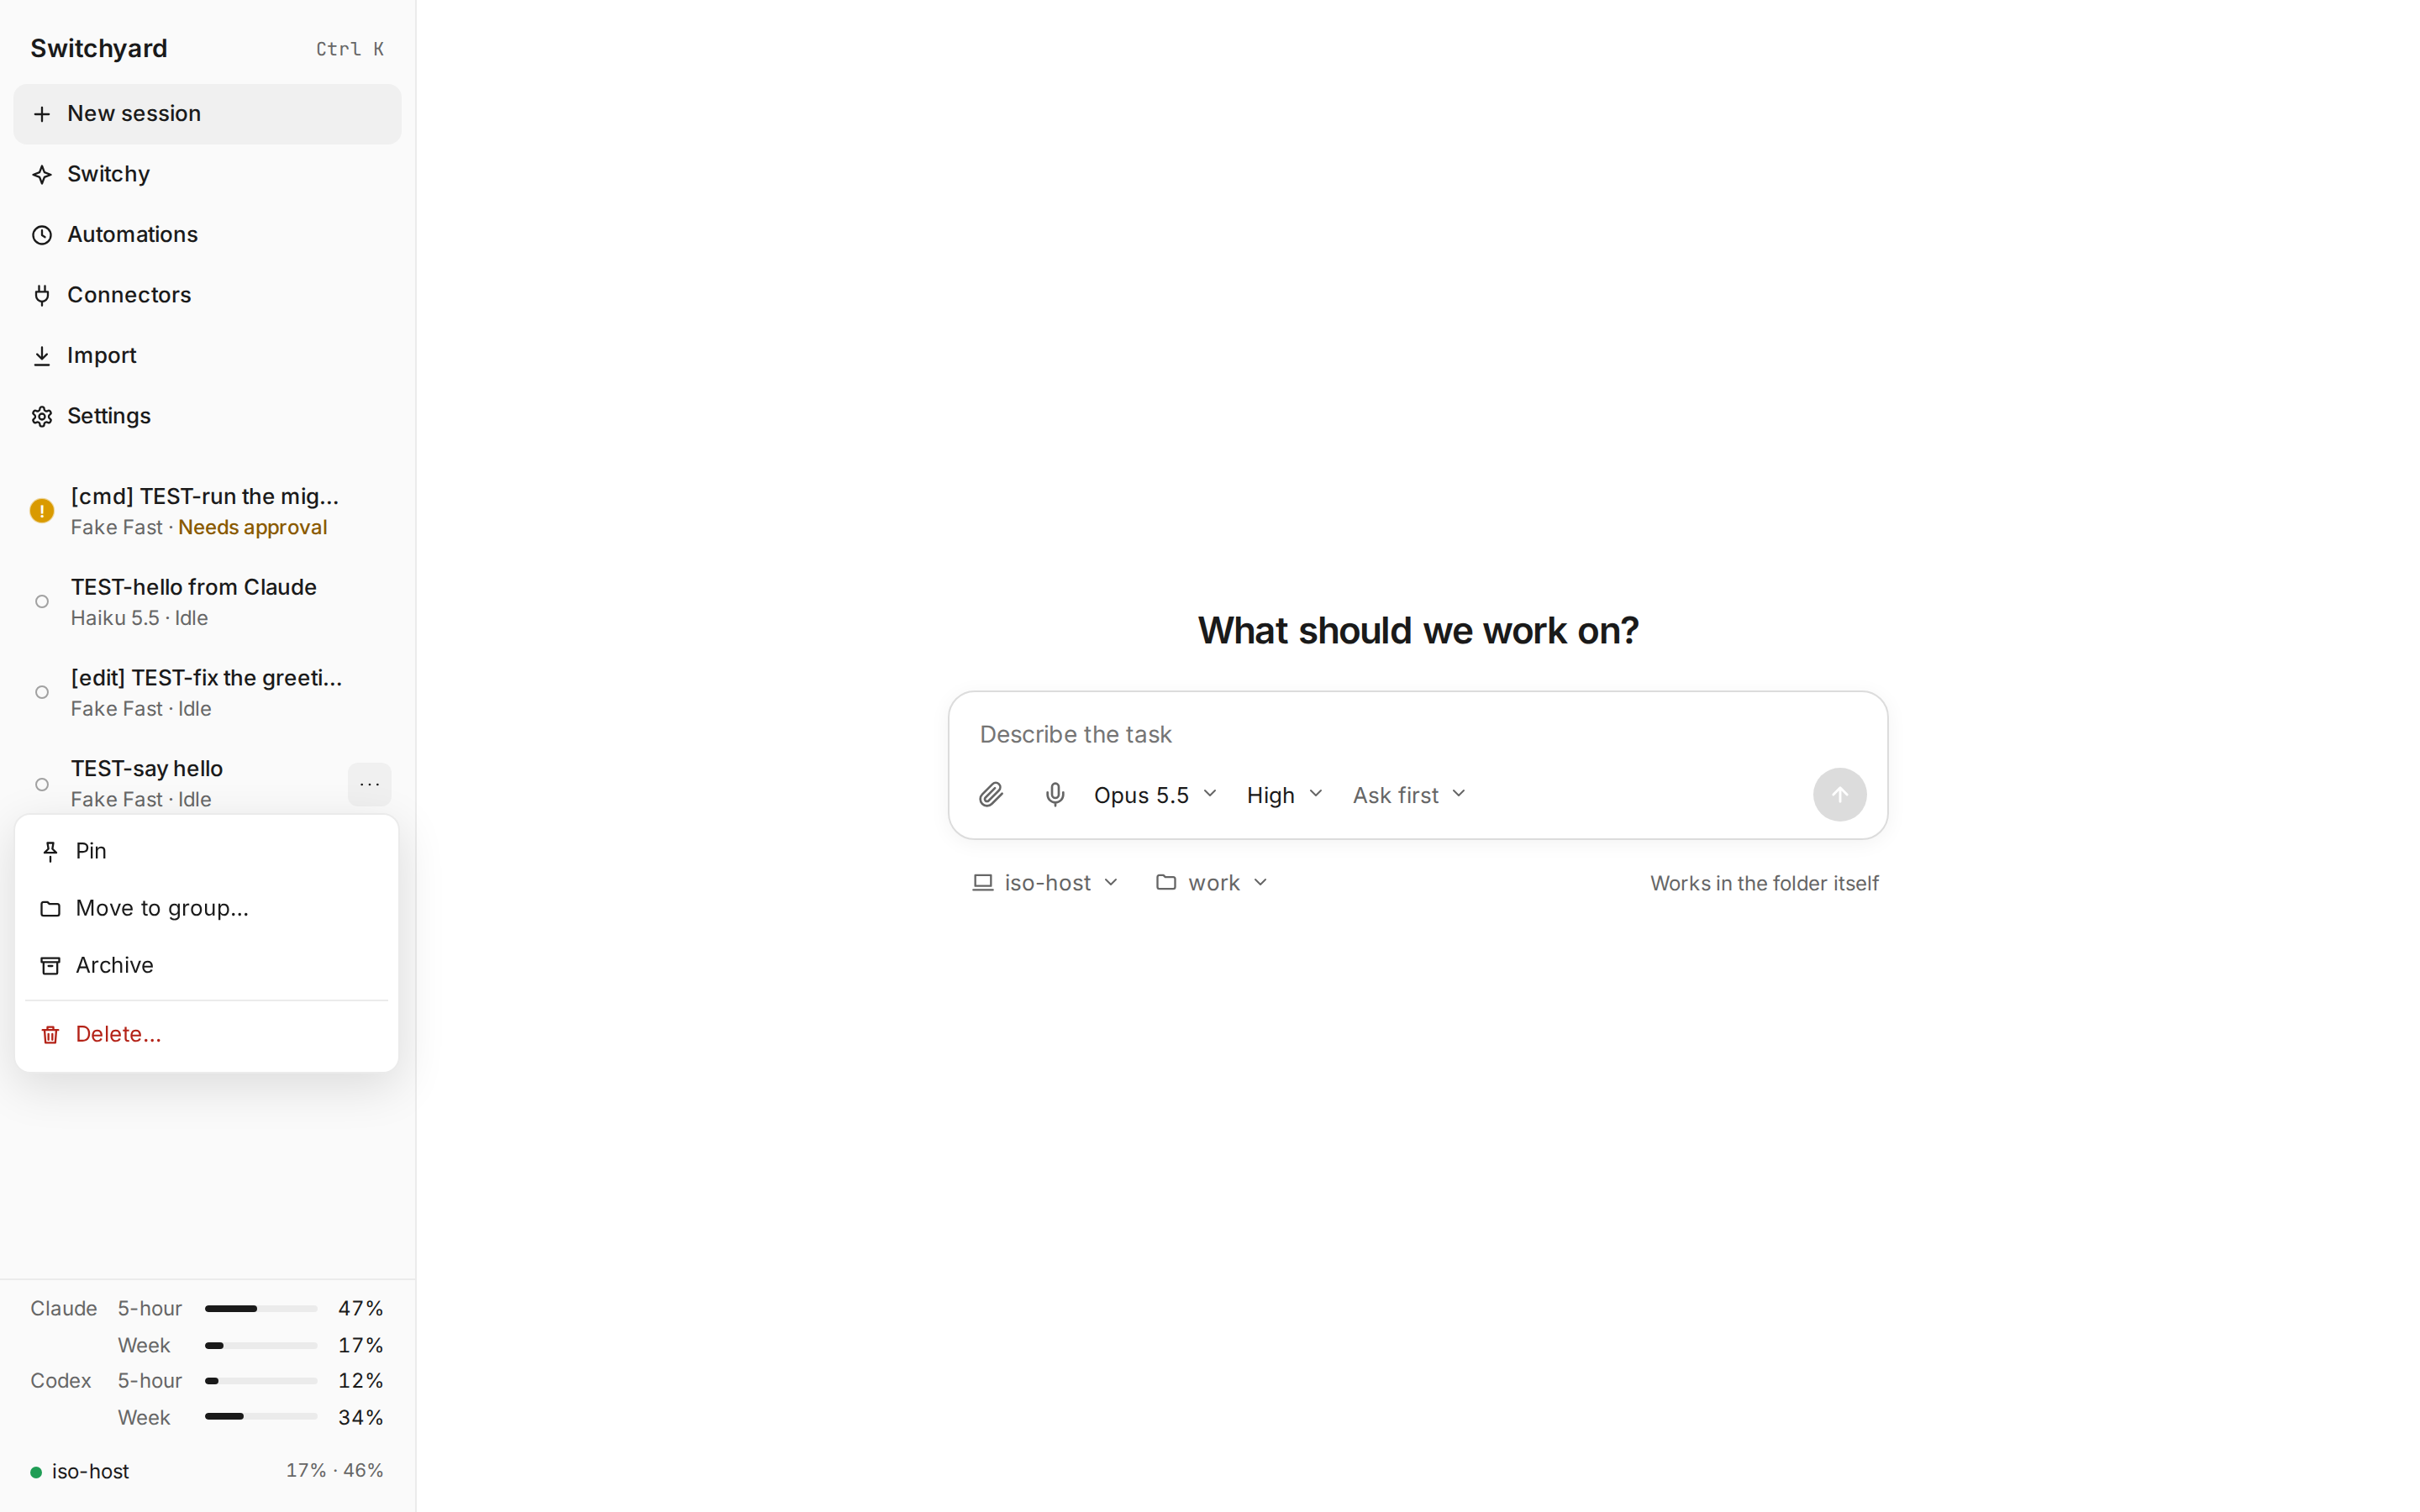 Switchyard Ctrl K
New session
Switchy
Automations
Connectors
Import
Settings
[cmd] TEST-run the mig...
Fake Fast · Needs approval
TEST-hello from Claude
Haiku 5.5 · Idle
[edit] TEST-fix the greeti...
Fake Fast · Idle
TEST-say hello
Fake Fast · Idle
Pin
Move to group...
Archive
Delete...
Claude 5-hour 47%
Week 17%
Codex 5-hour 12%
Week 34%
iso-host 17% · 46%
What should we work on?
Describe the task
Opus 5.5 High Ask first
iso-host work Works in the folder itself